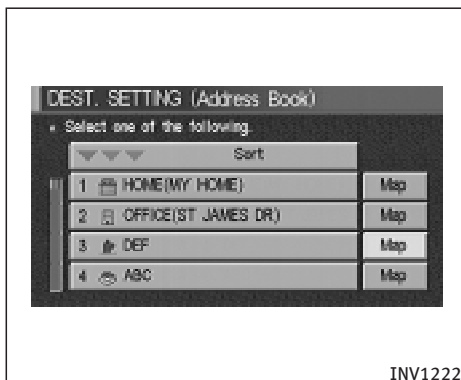 DEST. SETTING (Address Book)
Select one of the following.
Sort
1 HOME(MY HOME) Map
2 OFFICE(ST JAMES DR) Map
3 DEF Map
4 ABC Map
INV1222